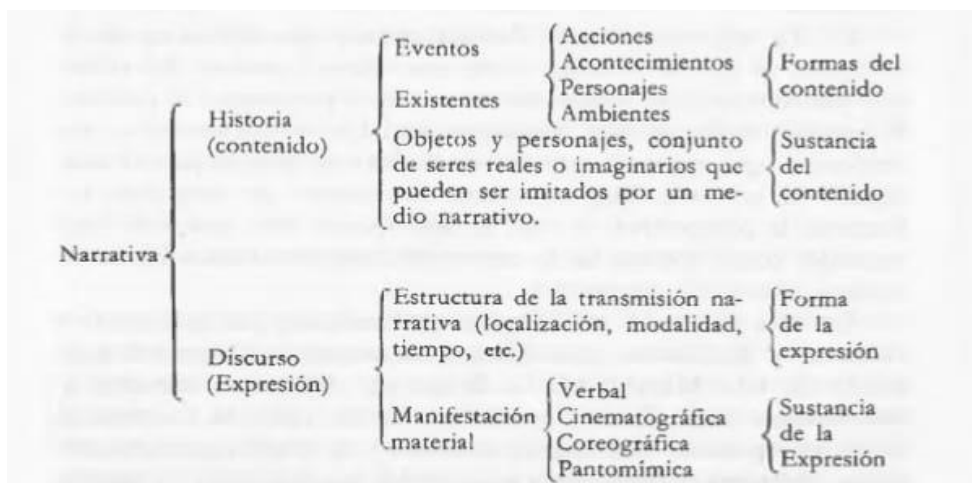 Narrativa
Historia
(contenido)
Eventos
Existentes
Acciones
Acontecimientos
Personajes
Ambientes
Formas del
contenido
Objetos y personajes, conjunto
de seres reales o imaginarios que
pueden ser imitados por un me-
dio narrativo.
Sustancia
del
contenido
Discurso
(Expresión)
Estructura de la transmisión na-
rrativa (localización, modalidad,
tiempo, etc.)
Forma
de la
expresión
Manifestación
material
Verbal
Cinematográfica
Coreográfica
Pantomímica
Sustancia
de la
Expresión